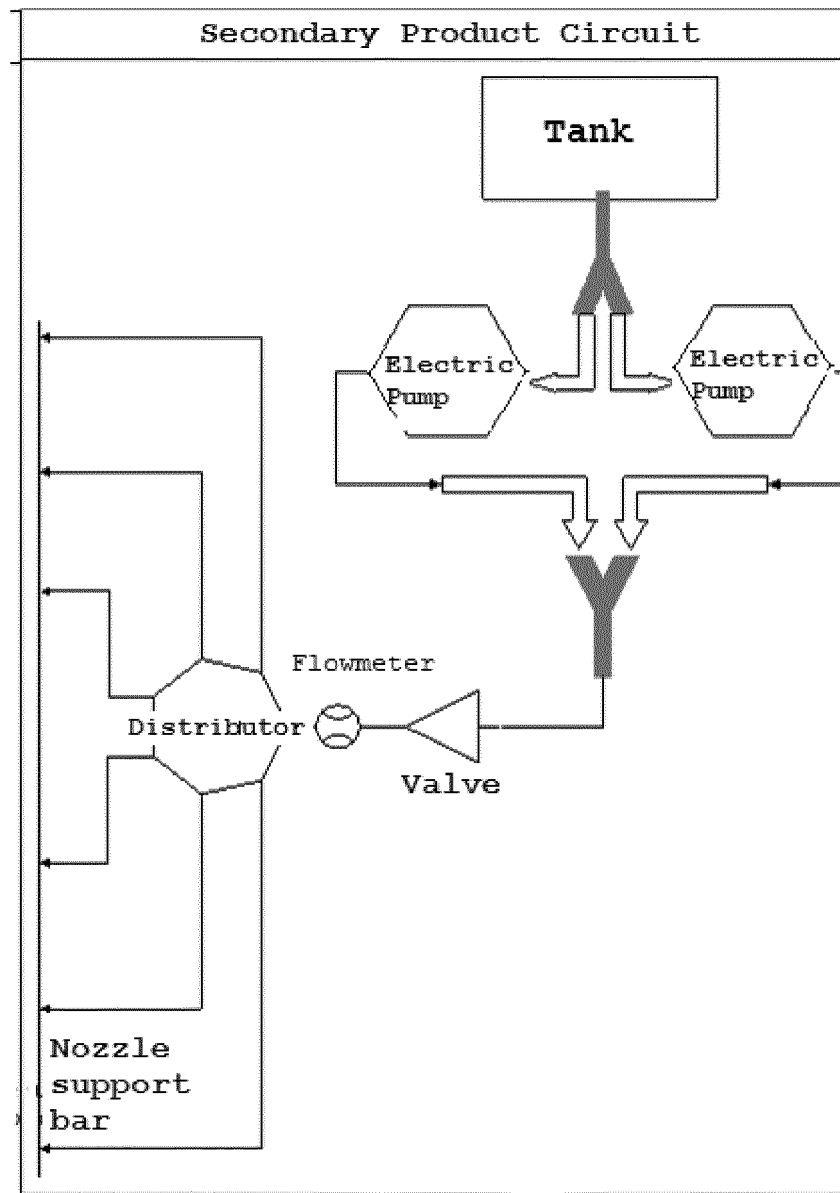 Secondary Product Circuit
Tank
Electric
Pump
Electric
Pump
Flowmeter
Distributor
Valve
Nozzle
support
bar